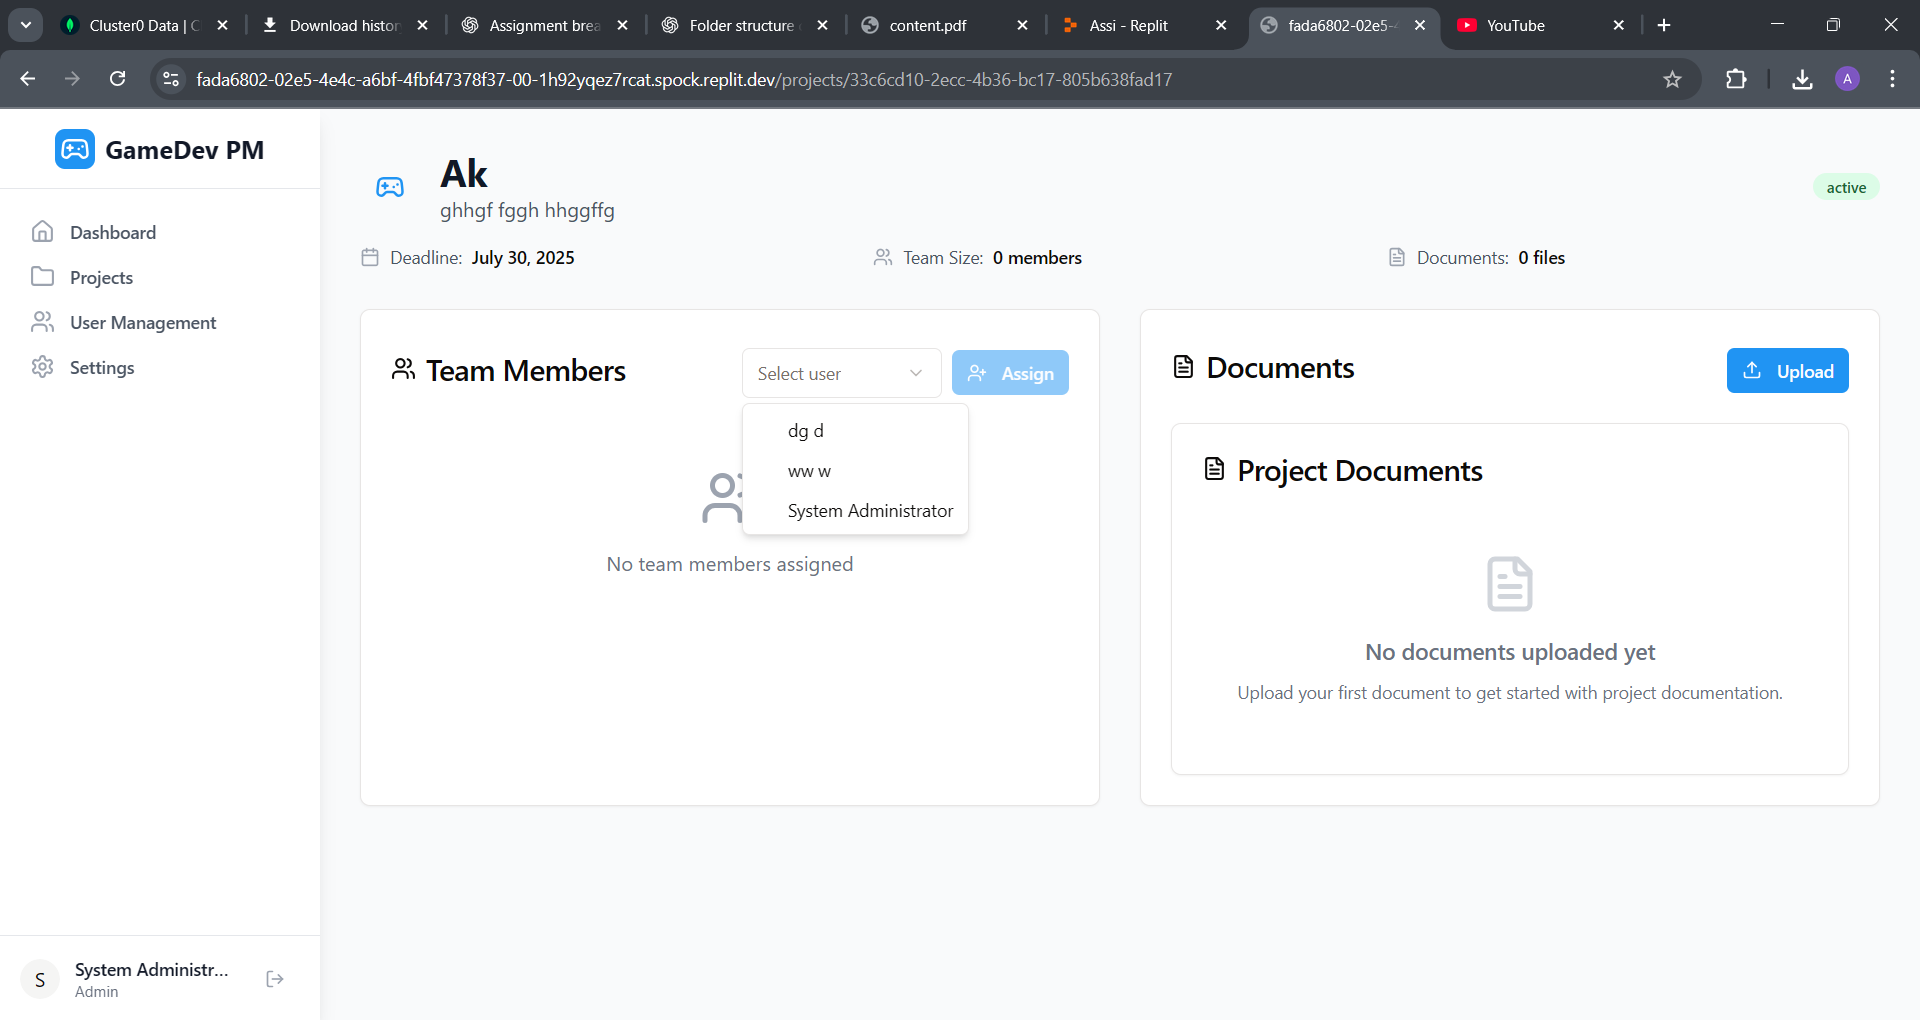 Cluster0 Data | C
Download histor
Assignment brea
Folder structure
content.pdf
Assi - Replit
fada6802-02e5-
YouTube
fada6802-02e5-4e4c-a6bf-4fbf47378f37-00-1h92yqez7rcat.spock.replit.dev/projects/33c6cd10-2ecc-4b36-bc17-805b638fad17
A
GameDev PM
Dashboard
Projects
User Management
Settings
Ak
ghhgf fggh hhggffg
active
Deadline: July 30, 2025
Team Size: 0 members
Documents: 0 files
Team Members
Select user
Assign
dg d
ww w
System Administrator
No team members assigned
Documents
Upload
Project Documents
No documents uploaded yet
Upload your first document to get started with project documentation.
S
System Administr...
Admin